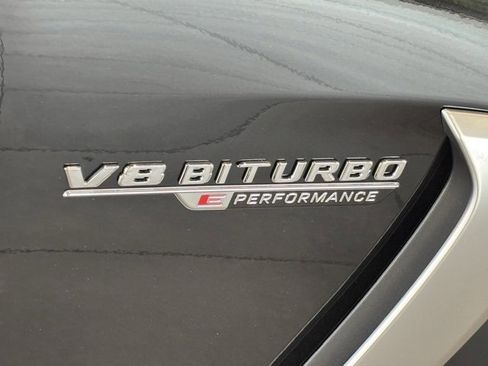 V8 BITURBO
E PERFORMANCE